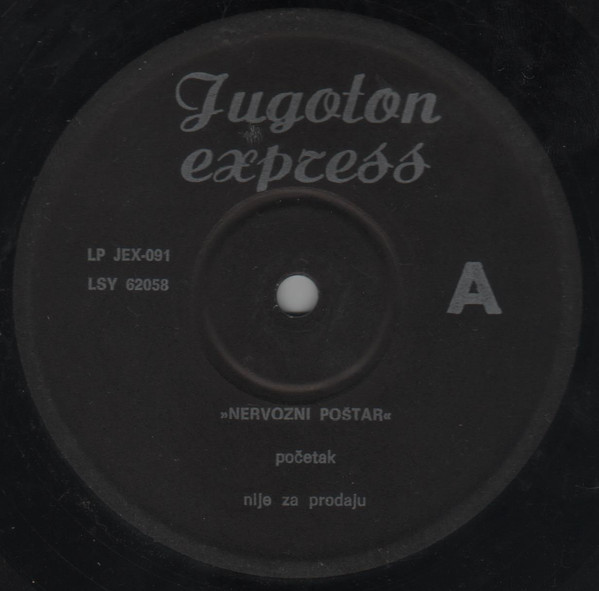 Jugoton
express
LP JEX-091
LSY 62058
A
»NERVOZNI POŠTAR«
početak
nije za prodaju